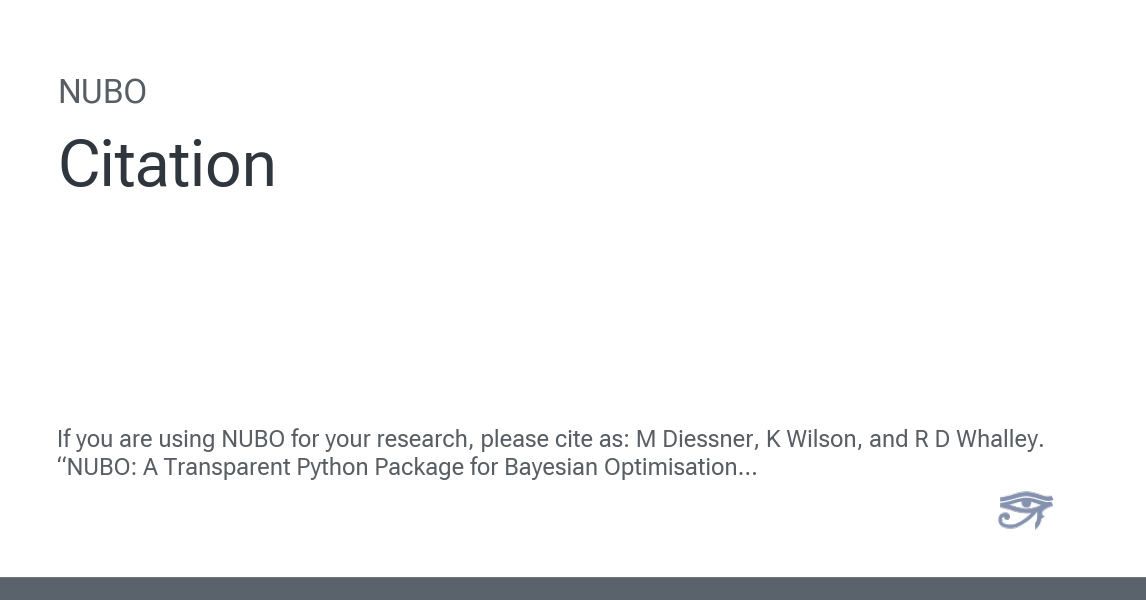 NUBO
Citation
If you are using NUBO for your research, please cite as: M Diessner, K Wilson, and R D Whalley.
“NUBO: A Transparent Python Package for Bayesian Optimisation...